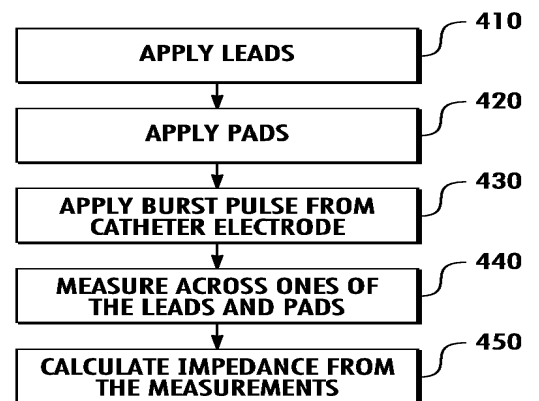 410
APPLY LEADS
420
APPLY PADS
430
APPLY BURST PULSE FROM
CATHETER ELECTRODE
440
MEASURE ACROSS ONES OF
THE LEADS AND PADS
450
CALCULATE IMPEDANCE FROM
THE MEASUREMENTS